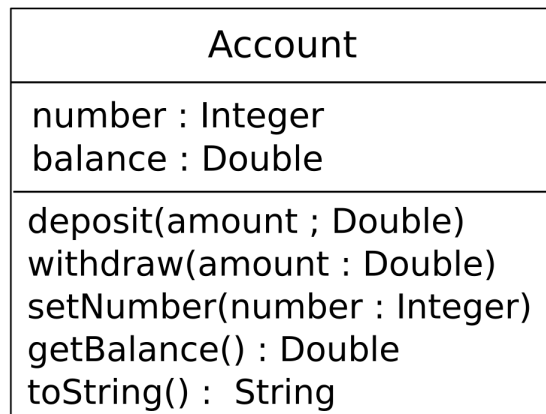 Account
number : Integer
balance : Double
deposit(amount ; Double)
withdraw(amount : Double)
setNumber(number : Integer)
getBalance() : Double
toString() :  String